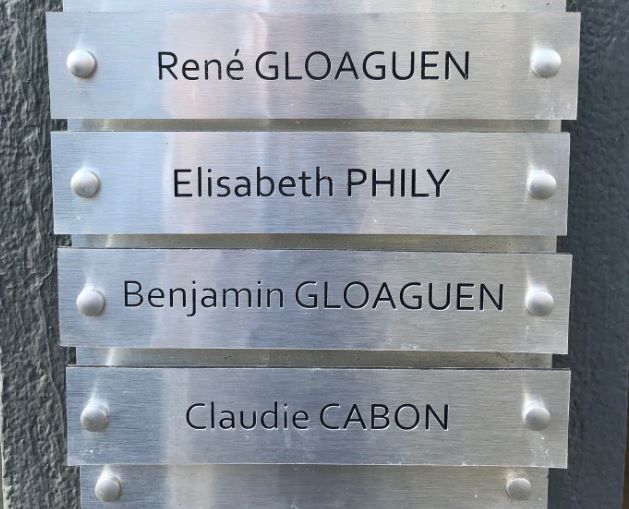 René GLOAGUEN
Elisabeth PHILY
Benjamin GLOAGUEN
Claudie CABON